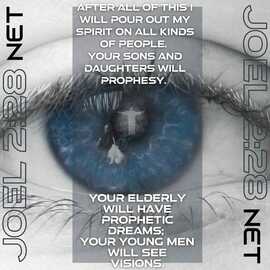 AFTER ALL OF THIS I
WILL POUR OUT MY
SPIRIT ON ALL KINDS
OF PEOPLE.
YOUR SONS AND
DAUGHTERS WILL
PROPHESY.
YOUR ELDERLY
WILL HAVE
PROPHETIC
DREAMS;
YOUR YOUNG MEN
WILL SEE
VISIONS.
JOEL 2:28 NET
JOEL 2:28 NET